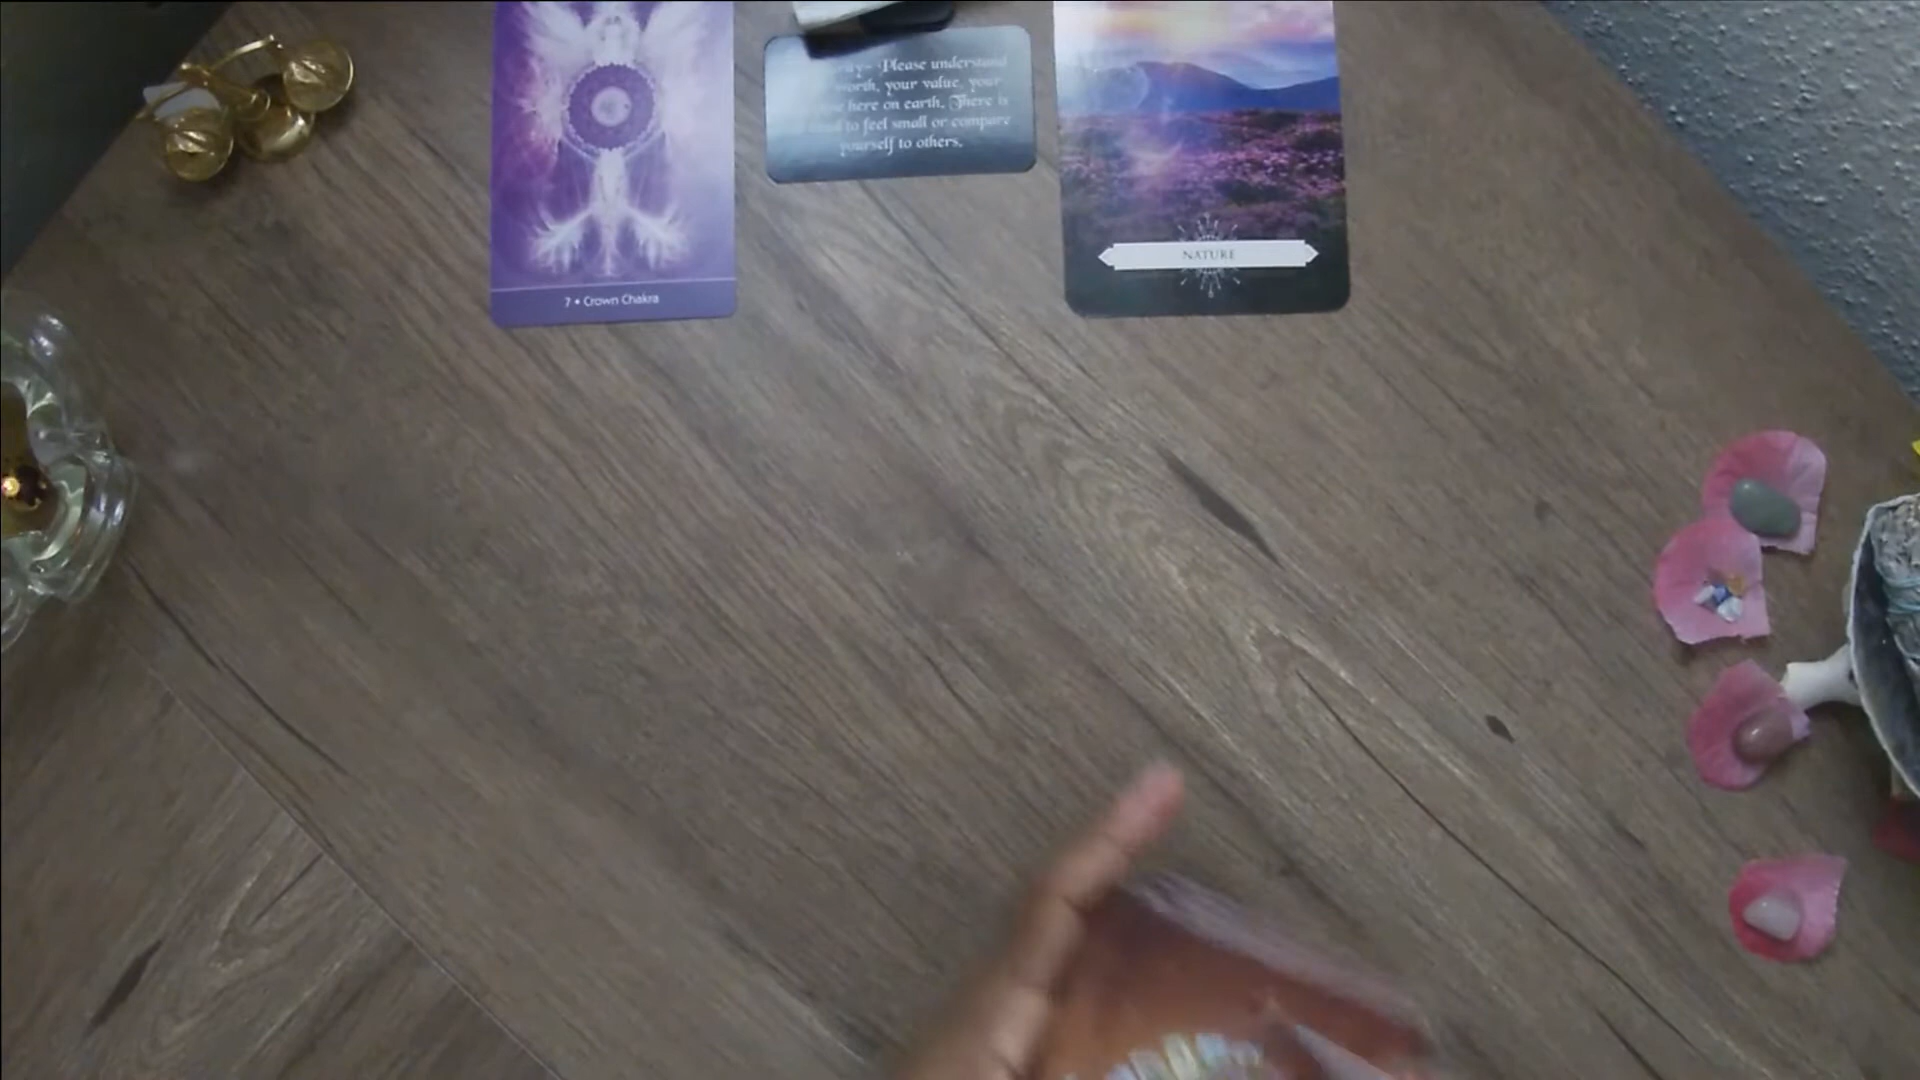 Please understand
worth, your value, your
here on earth. There is
to feel small or compare
yourself to others.
NATURE
7 • Crown Chakra